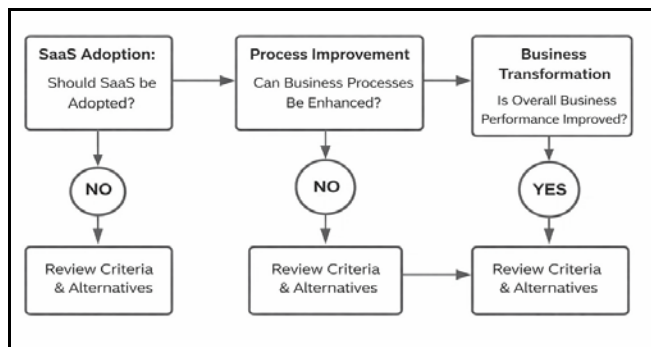 SaaS Adoption:
Should SaaS be
Adopted?
Process Improvement
Can Business Processes
Be Enhanced?
Business
Transformation
Is Overall Business
Performance Improved?
NO
NO
YES
Review Criteria
& Alternatives
Review Criteria
& Alternatives
Review Criteria
& Alternatives